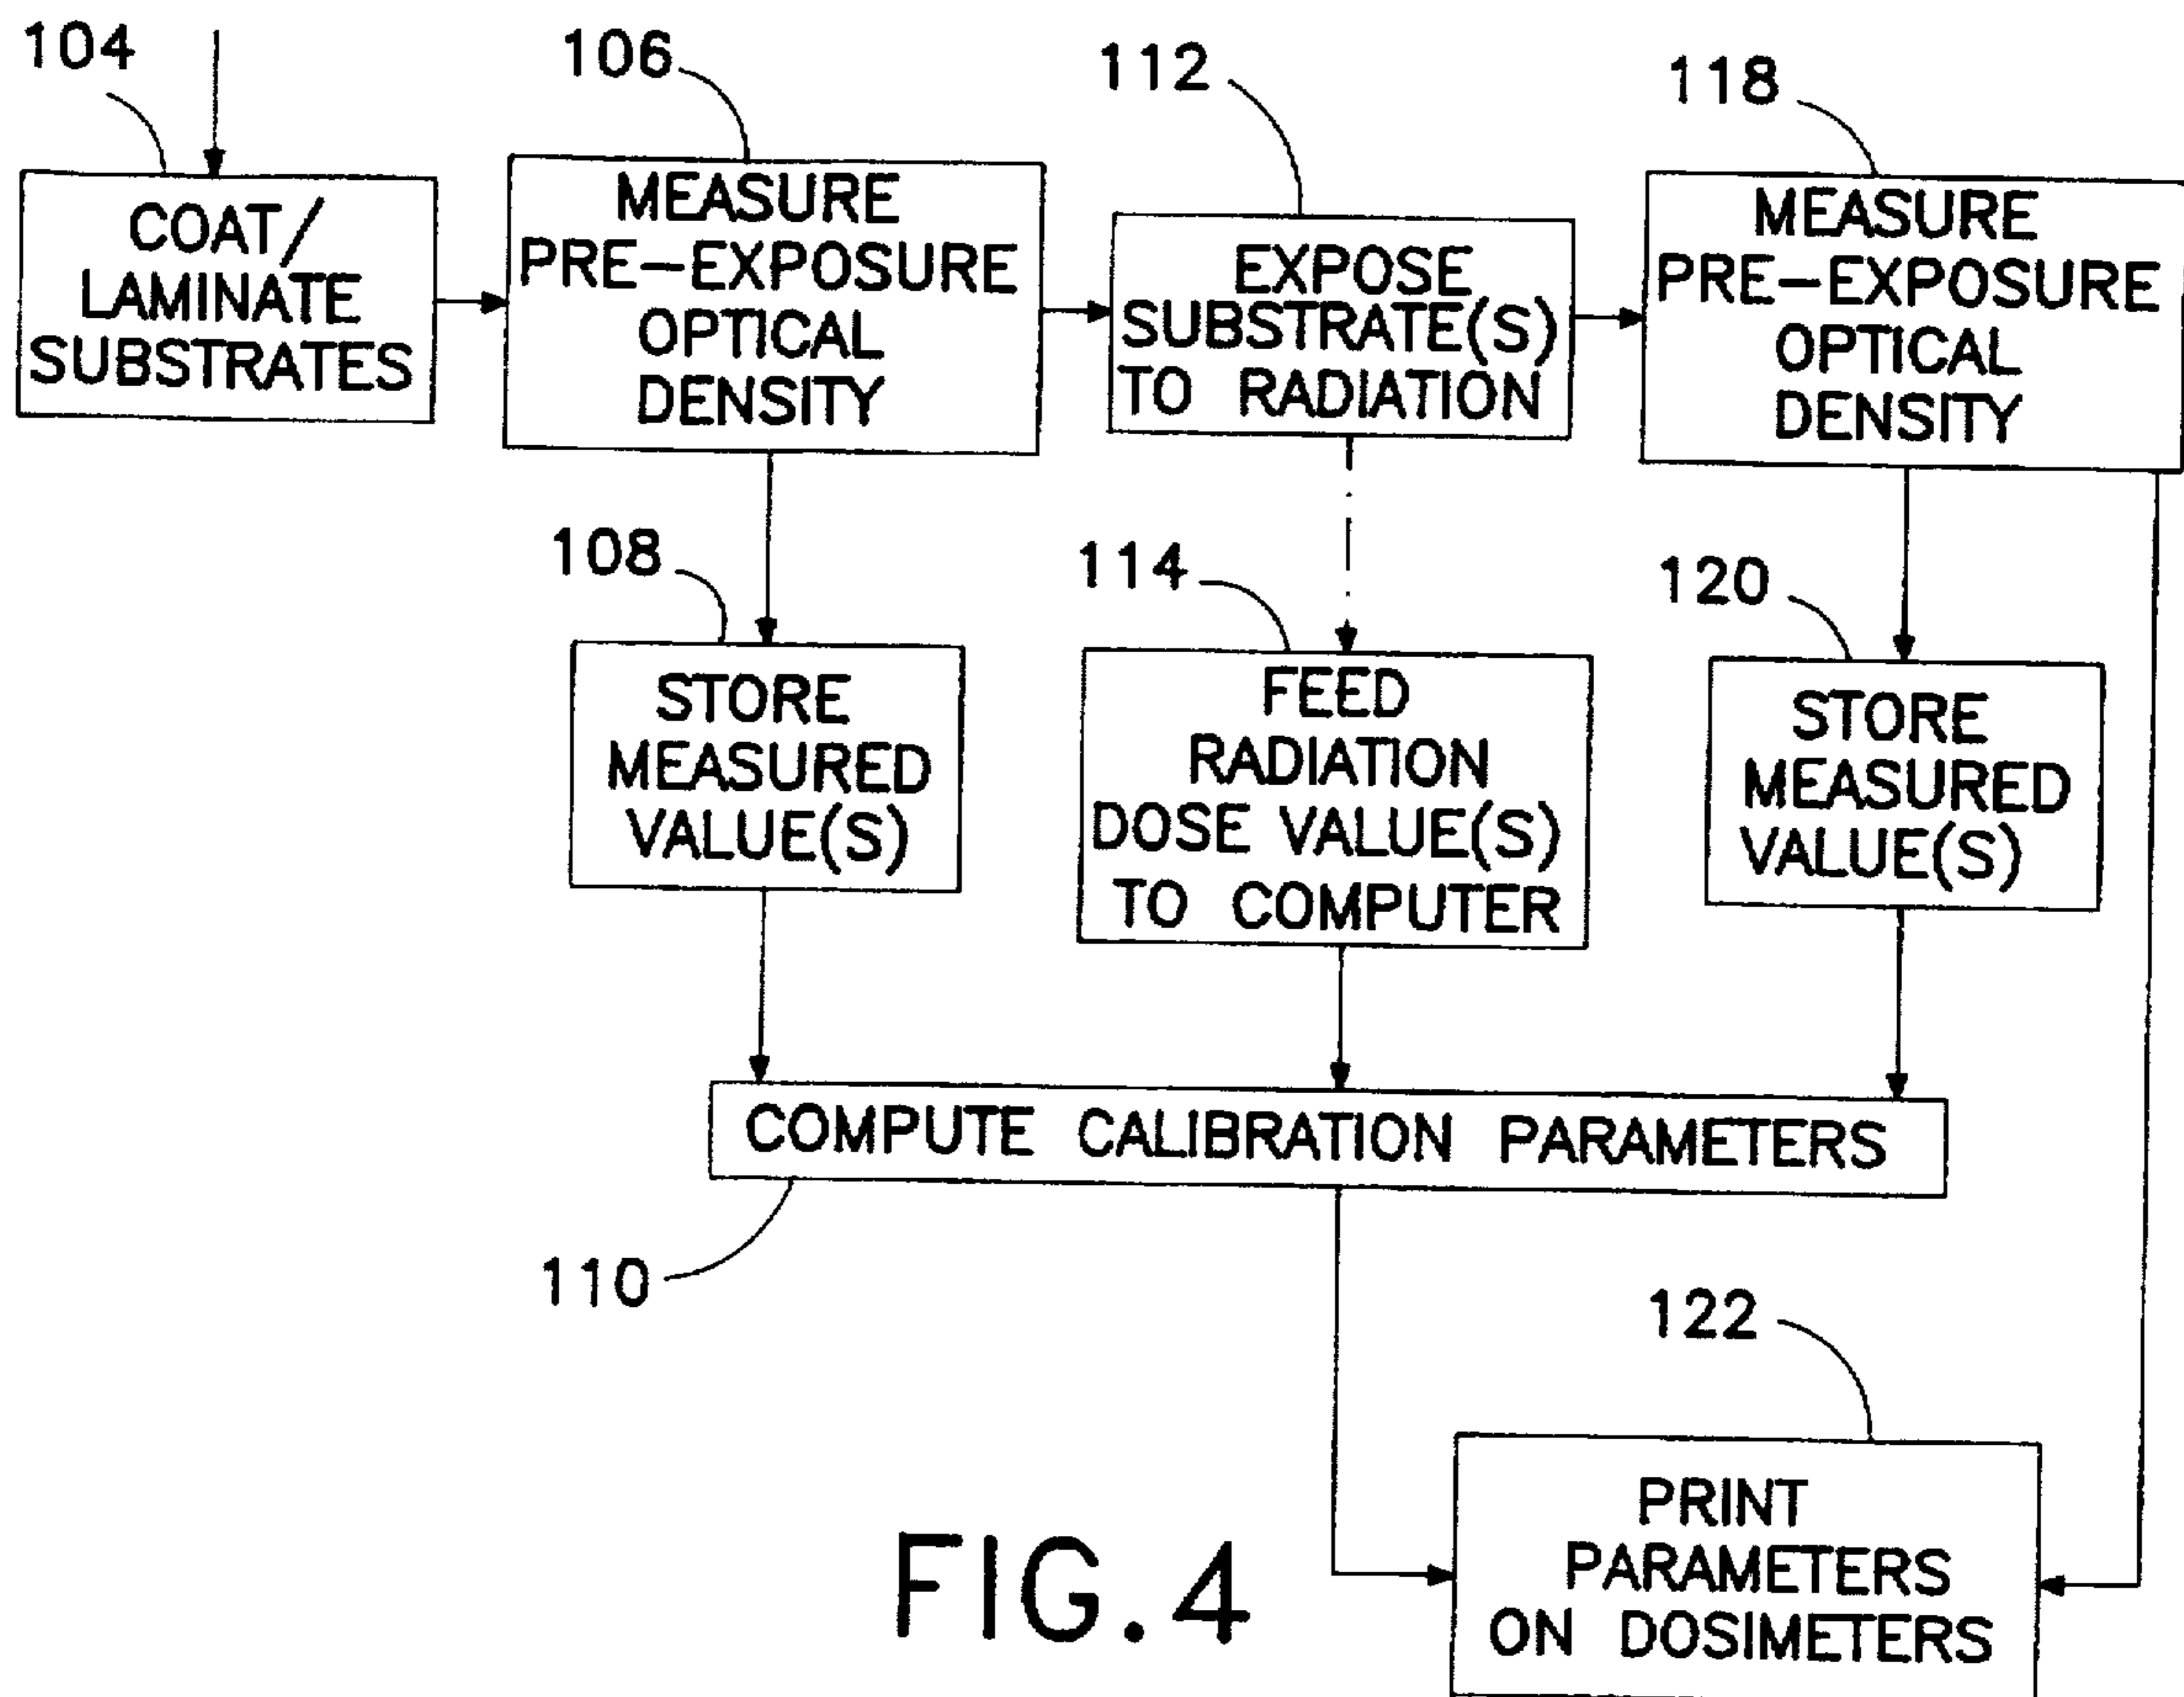 104
106
112
118
COAT/
LAMINATE
SUBSTRATES
MEASURE
PRE-EXPOSURE
OPTICAL
DENSITY
EXPOSE
SUBSTRATE(S)
TO RADIATION
MEASURE
PRE-EXPOSURE
OPTICAL
DENSITY
108
114
120
STORE
MEASURED
VALUE(S)
FEED
RADIATION
DOSE VALUE(S)
TO COMPUTER
STORE
MEASURED
VALUE(S)
COMPUTE CALIBRATION PARAMETERS
110
122
PRINT
PARAMETERS
ON DOSIMETERS
FIG.4